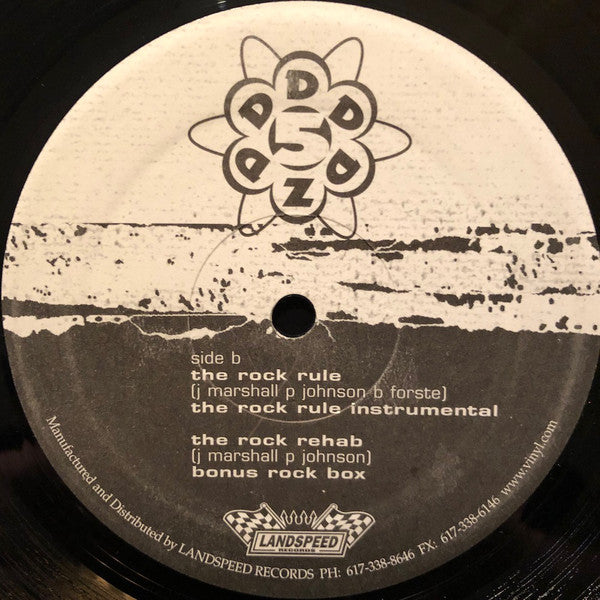 D
D D
5
D D
Z
side b
the rock rule
(j marshall p johnson b forste)
the rock rule instrumental
the rock rehab
(j marshall p johnson)
bonus rock box
LANDSPEED
RECORDS
Manufactured and Distributed by LANDSPEED RECORDS PH: 617-338-8646 FX: 617-338-6146 www.vinyl.com